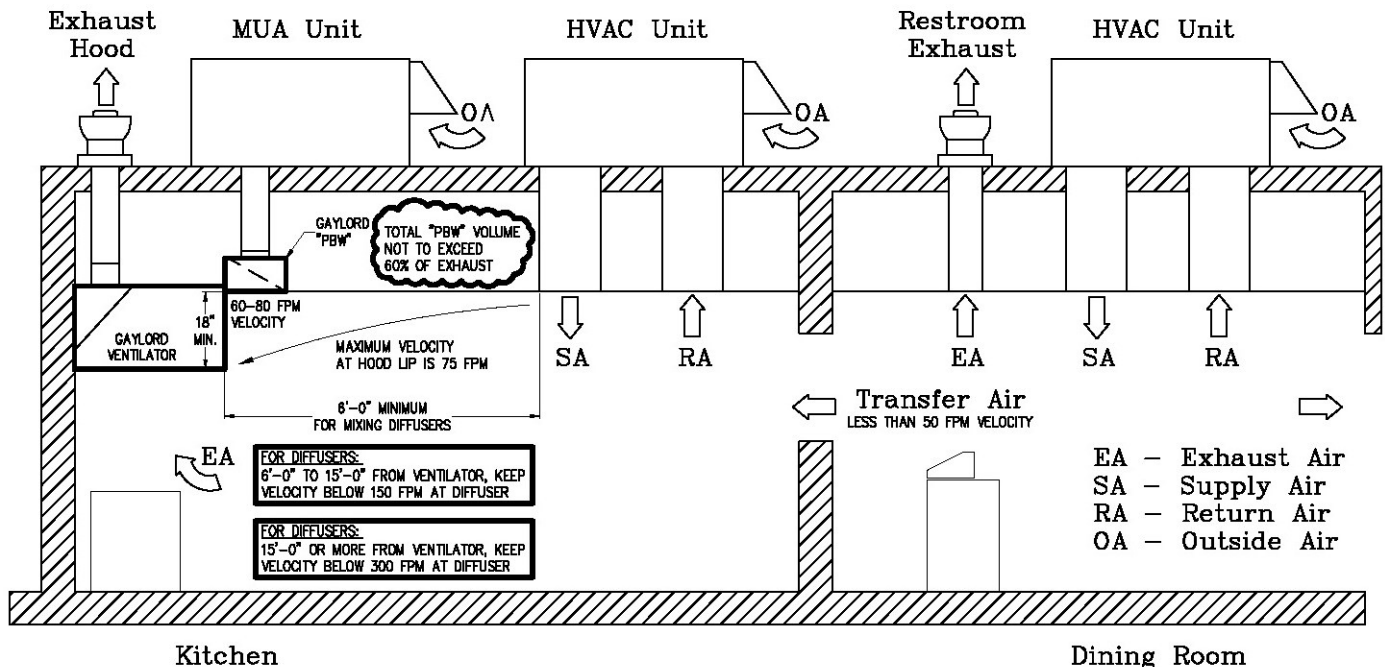 Exhaust
Hood
MUA Unit
HVAC Unit
Restroom
Exhaust
HVAC Unit
OA
OA
OA
GAYLORD
"PBW"
TOTAL "PBW" VOLUME
NOT TO EXCEED
60% OF EXHAUST
60-80 FPM
VELOCITY
18"
MIN.
GAYLORD
VENTILATOR
MAXIMUM VELOCITY
AT HOOD LIP IS 75 FPM
SA
RA
EA
SA
RA
6'-0" MINIMUM
FOR MIXING DIFFUSERS
Transfer Air
LESS THAN 50 FPM VELOCITY
EA
FOR DIFFUSERS:
6'-0" TO 15'-0" FROM VENTILATOR, KEEP
VELOCITY BELOW 150 FPM AT DIFFUSER
FOR DIFFUSERS:
15'-0" OR MORE FROM VENTILATOR, KEEP
VELOCITY BELOW 300 FPM AT DIFFUSER
EA - Exhaust Air
SA - Supply Air
RA - Return Air
OA - Outside Air
Kitchen
Dining Room